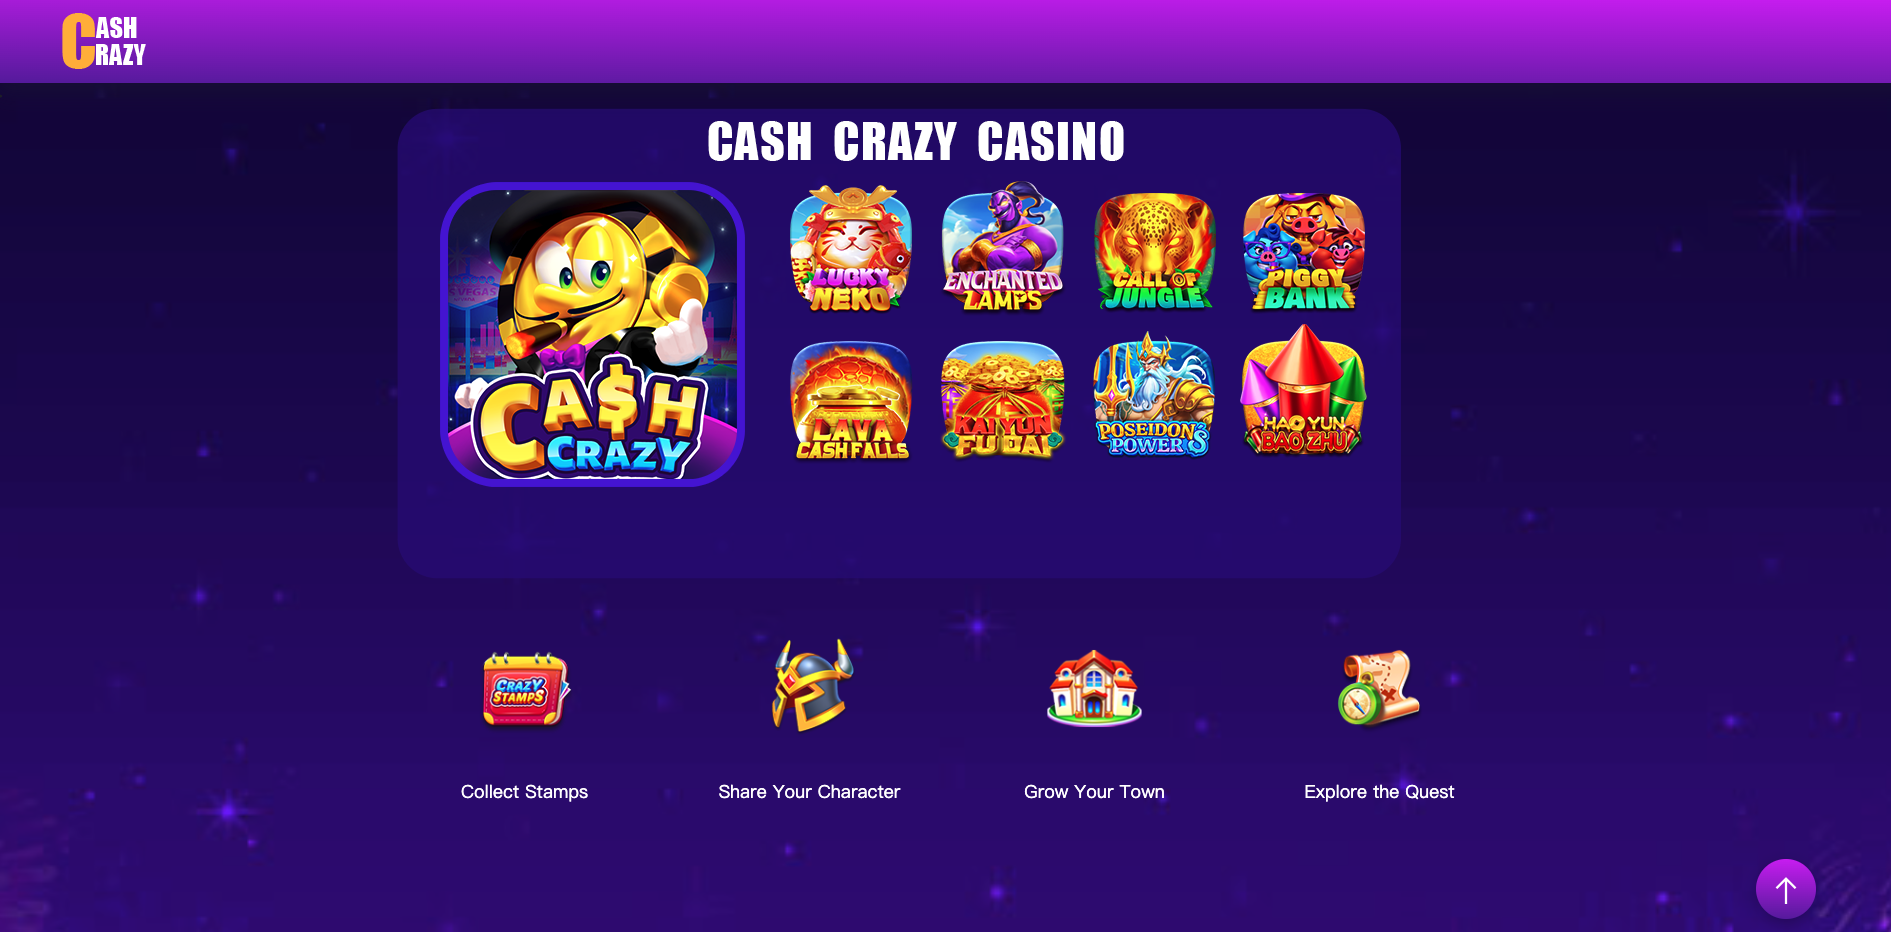 CASH
CRAZY
CASH CRAZY CASINO
VEGAS
CA$H
CRAZY
LUCKY
NEKO
ENCHANTED
LAMPS
CALL OF
JUNGLE
PIGGY
BANK
LAVA
CASH FALLS
KAI YUN
FU DAI
POSEIDON'S
POWER
HAO YUN
BAO ZHU
CRAZY
STAMPS
Collect Stamps
Share Your Character
Grow Your Town
Explore the Quest